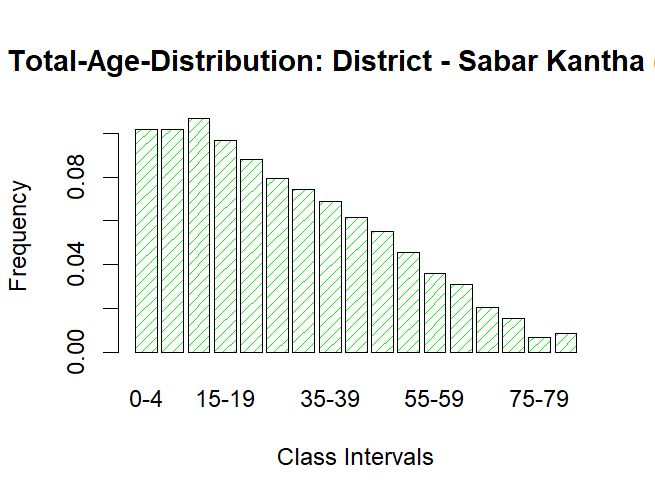 Total-Age-Distribution: District - Sabar Kantha
Frequency
0.08
0.04
0.00
0-4 15-19 35-39 55-59 75-79
Class Intervals